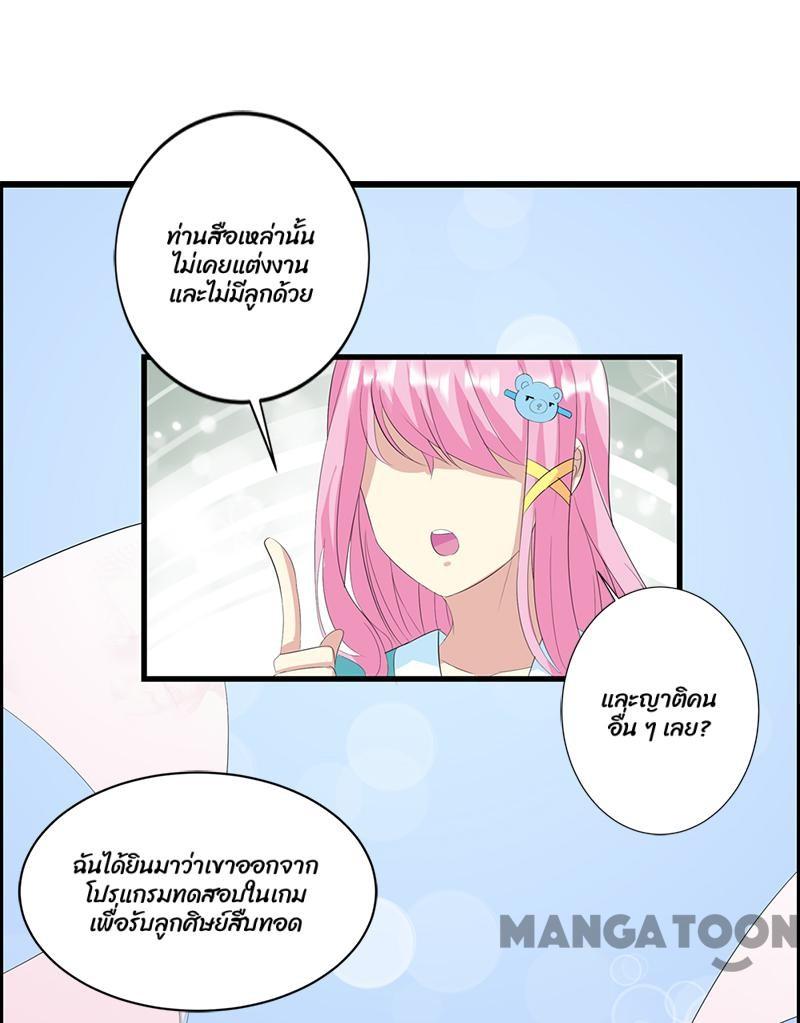 ท่านสือเหล่านั้น
ไม่เคยแต่งงาน
และไม่มีลูกด้วย
และญาติคน
อื่น ๆ เลย?
ฉันได้ยินมาว่าเขาออกจาก
โปรแกรมทดสอบในเกม
เพื่อรับลูกศิษย์สืบทอด
MANGATOON